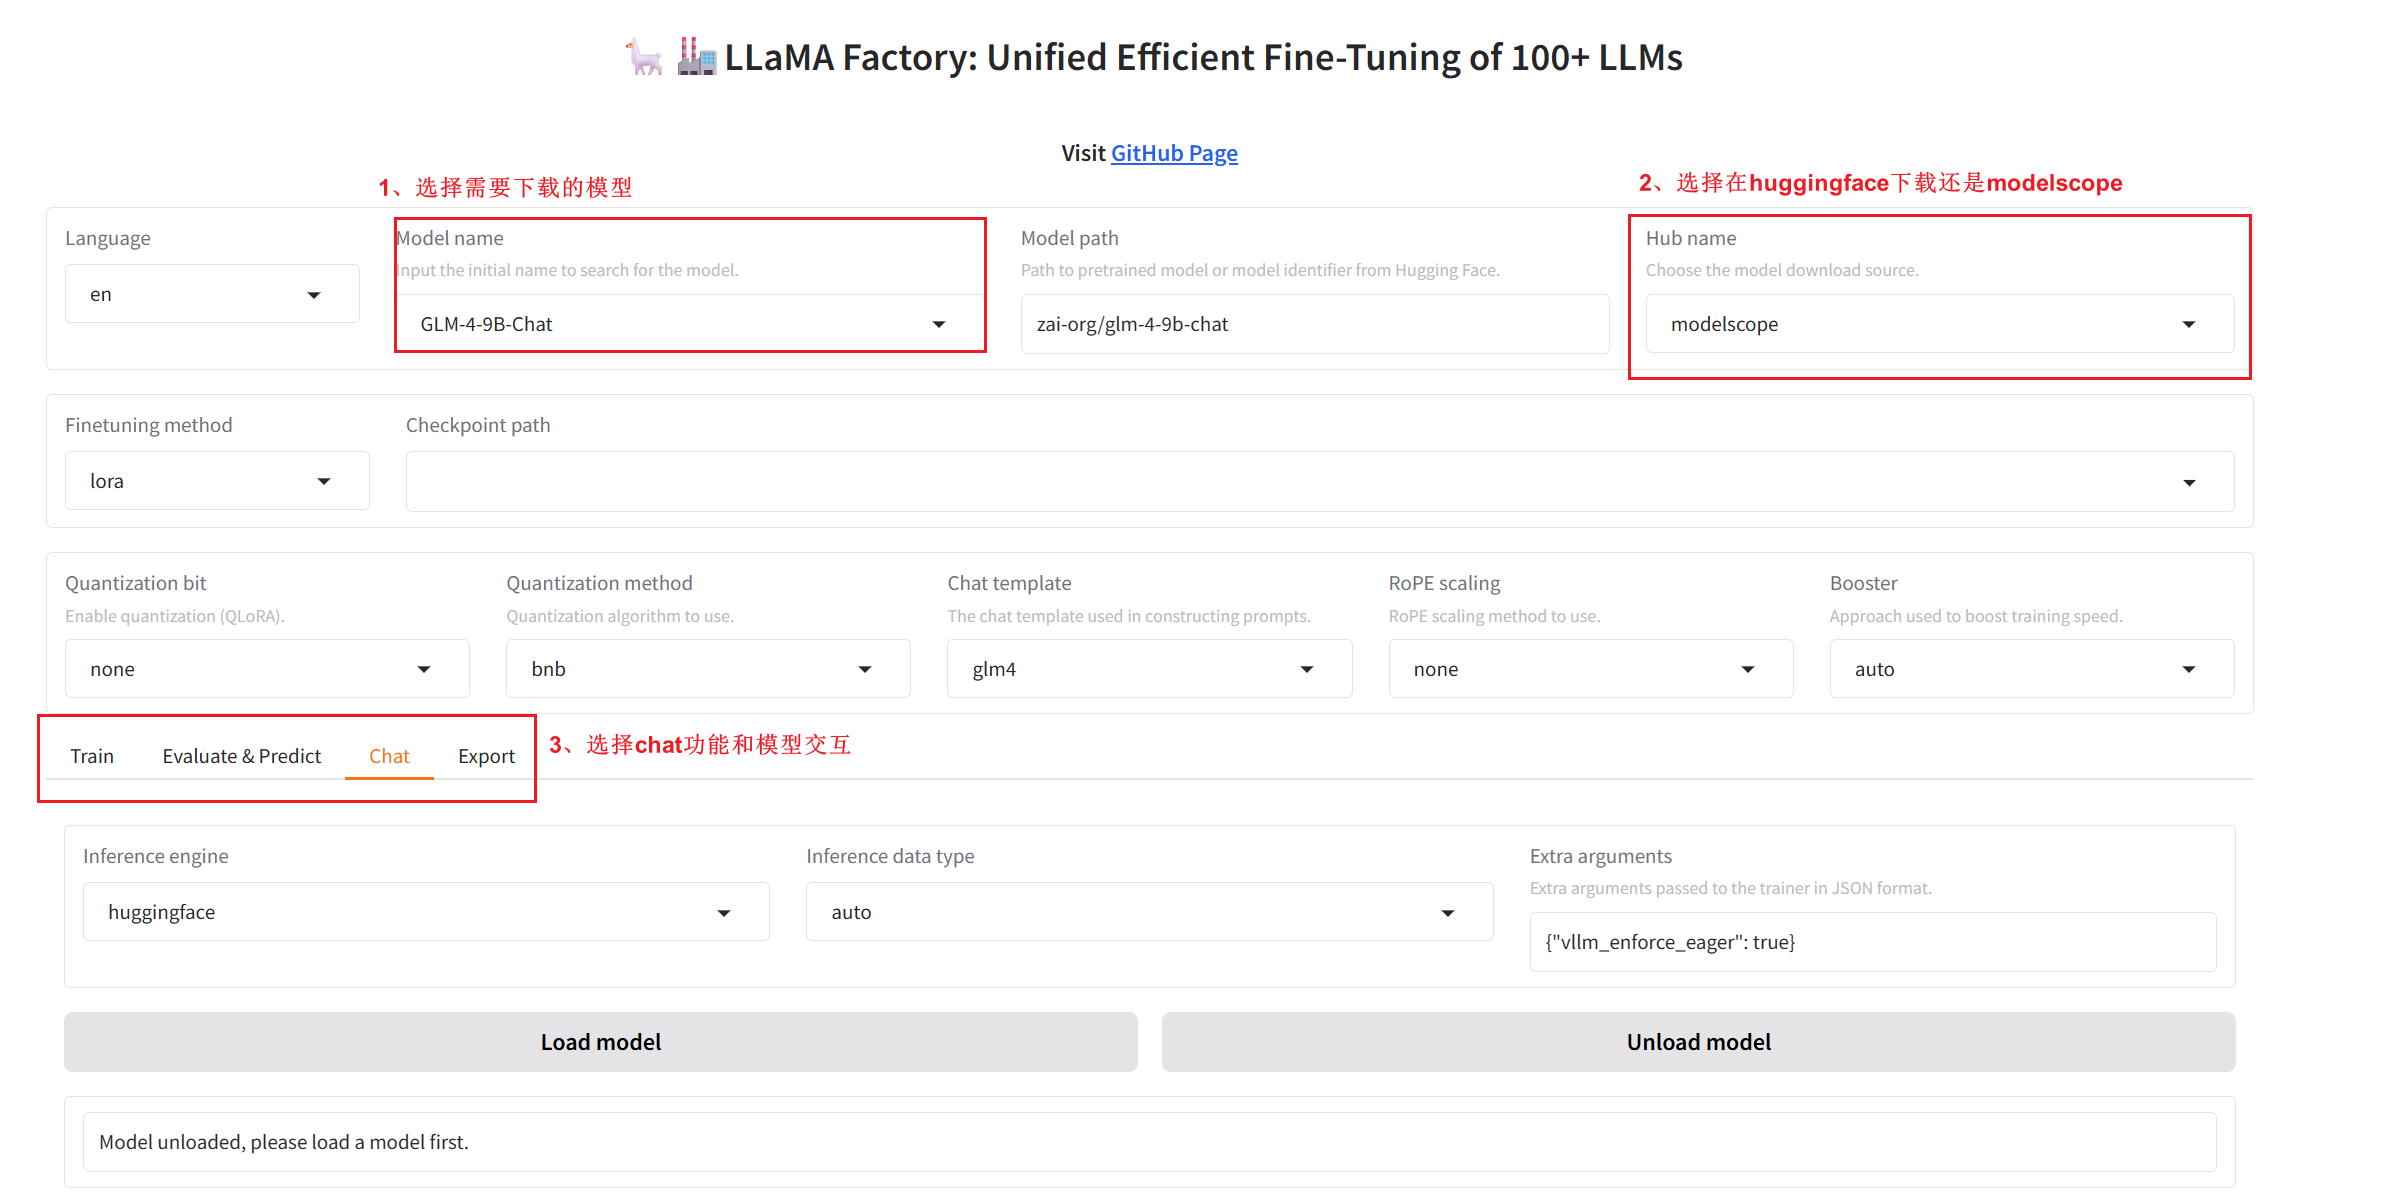 LLaMA Factory: Unified Efficient Fine-Tuning of 100+ LLMs
Visit GitHub Page
1、选择需要下载的模型
2、选择在huggingface下载还是modelscope
Language
en
Model name
Input the initial name to search for the model.
GLM-4-9B-Chat
Model path
Path to pretrained model or model identifier from Hugging Face.
zai-org/glm-4-9b-chat
Hub name
Choose the model download source.
modelscope
Finetuning method
lora
Checkpoint path
Quantization bit
Enable quantization (QLoRA).
none
Quantization method
Quantization algorithm to use.
bnb
Chat template
The chat template used in constructing prompts.
glm4
RoPE scaling
RoPE scaling method to use.
none
Booster
Approach used to boost training speed.
auto
Train
Evaluate & Predict
Chat
Export
3、选择chat功能和模型交互
Inference engine
huggingface
Inference data type
auto
Extra arguments
Extra arguments passed to the trainer in JSON format.
{"vllm_enforce_eager": true}
Load model
Unload model
Model unloaded, please load a model first.